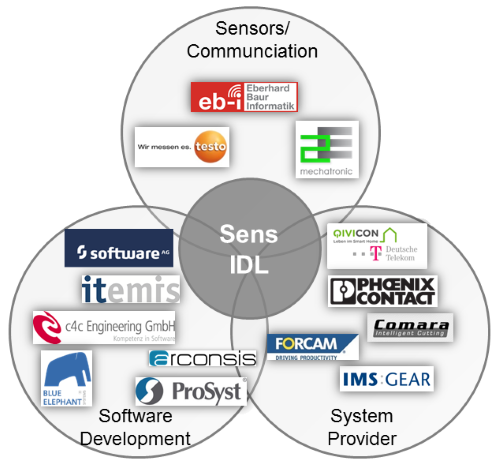 Sensors/
Communciation
eb-i
Eberhard
Baur
Informatik
Wir messen es. testo
2E
mechatronic
Sens
IDL
software AG
itemis
c4c Engineering GmbH
Kompetenz in Software
BLUE
ELEPHANT
arconsis
ProSyst
Software
Development
QIVICON
Leben im Smart Home.
T Deutsche
Telekom
PHŒNIX
CONTACT
Comara
Intelligent Cutting
FORCAM
DRIVING PRODUCTIVITY
IMS:GEAR
System
Provider